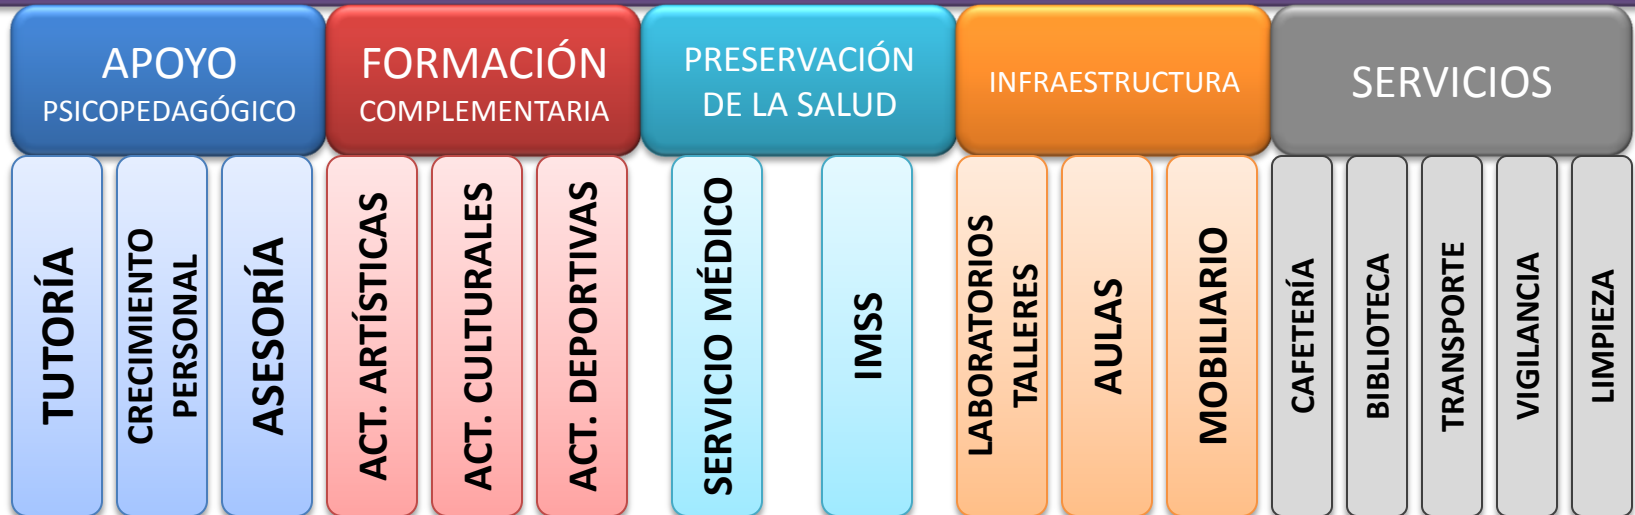 APOYO
PSICOPEDAGÓGICO
FORMACIÓN
COMPLEMENTARIA
PRESERVACIÓN
DE LA SALUD
INFRAESTRUCTURA
SERVICIOS
TUTORÍA
CRECIMIENTO
PERSONAL
ASESORÍA
ACT. ARTÍSTICAS
ACT. CULTURALES
ACT. DEPORTIVAS
SERVICIO MÉDICO
IMSS
LABORATORIOS
TALLERES
AULAS
MOBILIARIO
CAFETERÍA
BIBLIOTECA
TRANSPORTE
VIGILANCIA
LIMPIEZA